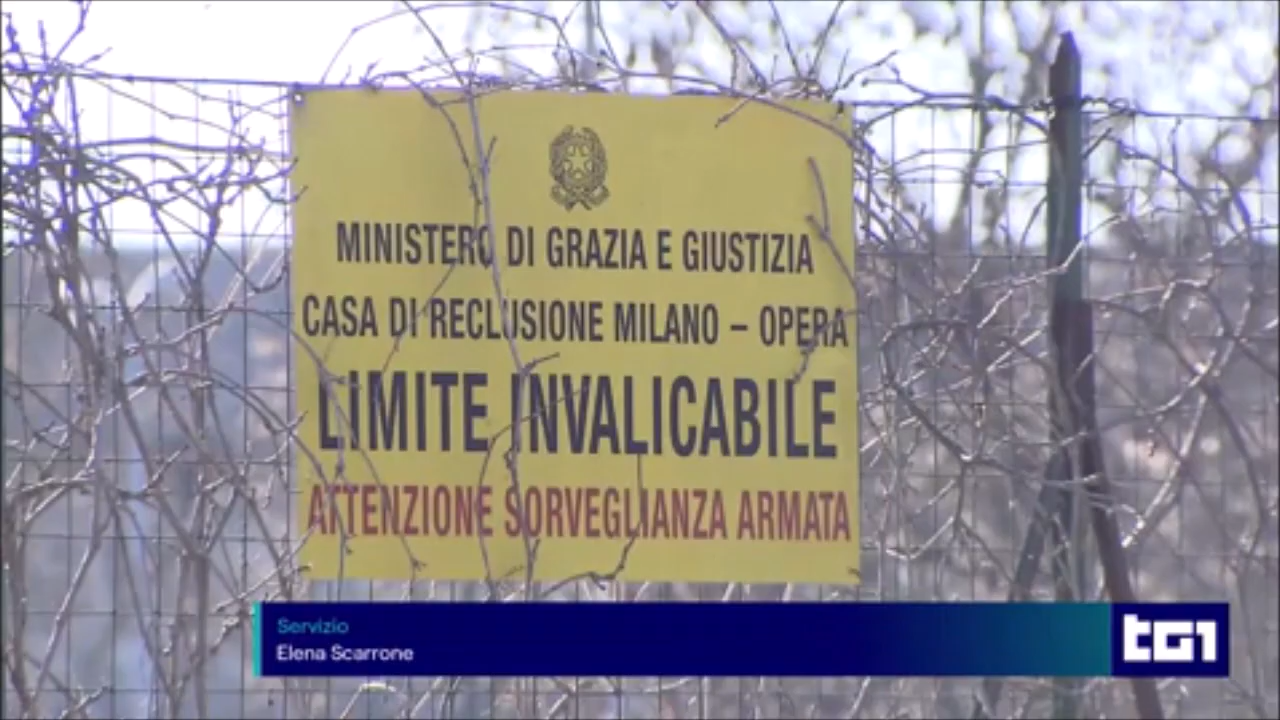 MINISTERO DI GRAZIA E GIUSTIZIA
CASA DI RECLUSIONE MILANO – OPERA
LIMITE INVALICABILE
ATTENZIONE SORVEGLIANZA ARMATA
Servizio
Elena Scarrone
tG1